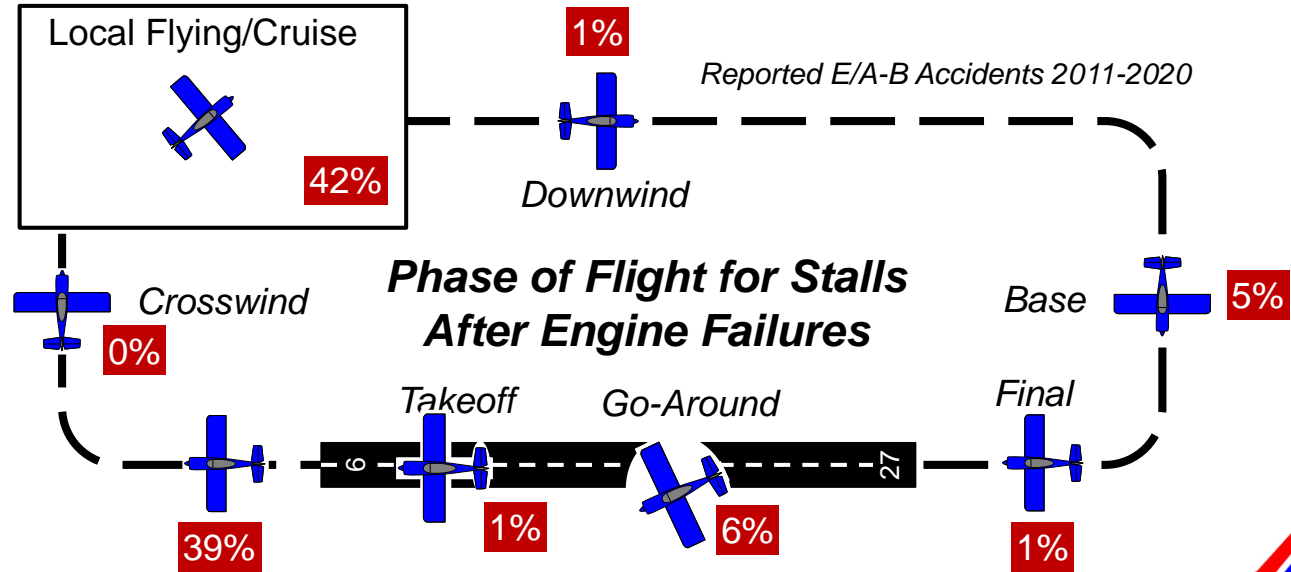 Local Flying/Cruise
42%
1%
Reported E/A-B Accidents 2011-2020
Downwind
Phase of Flight for Stalls
After Engine Failures
Crosswind
0%
Base
5%
Takeoff
Go-Around
Final
9
27
39%
1%
6%
1%